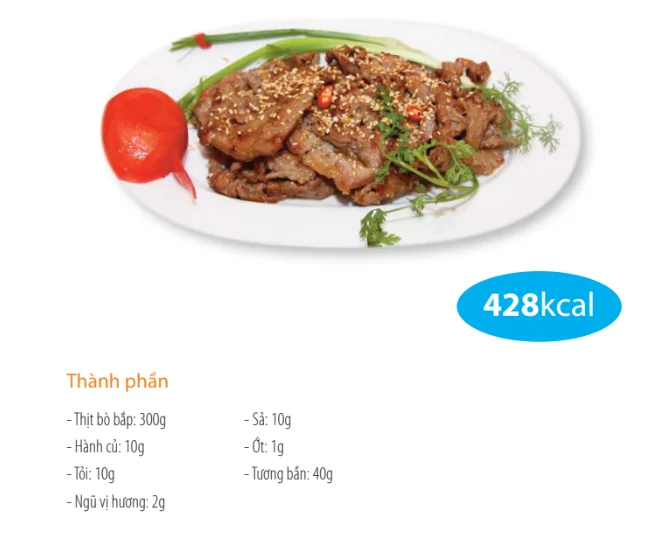 428kcal
Thành phần
- Thịt bò bắp: 300g
- Hành củ: 10g
- Tỏi: 10g
- Ngũ vị hương: 2g
- Sả: 10g
- Ớt: 1g
- Tương bần: 40g